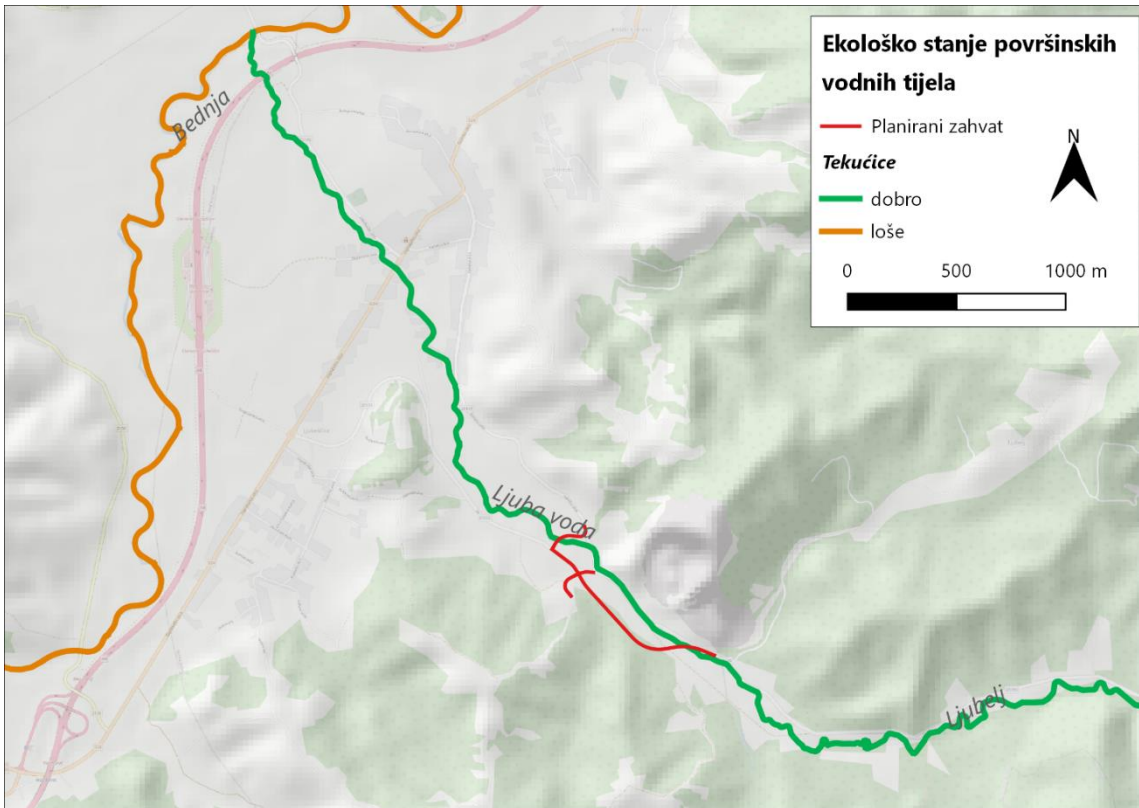 Ekološko stanje površinskih
vodnih tijela
Planirani zahvat
Tekućice
dobro
loše
N
0 500 1000 m
Bednja
Ljuba voda
Ljubelj